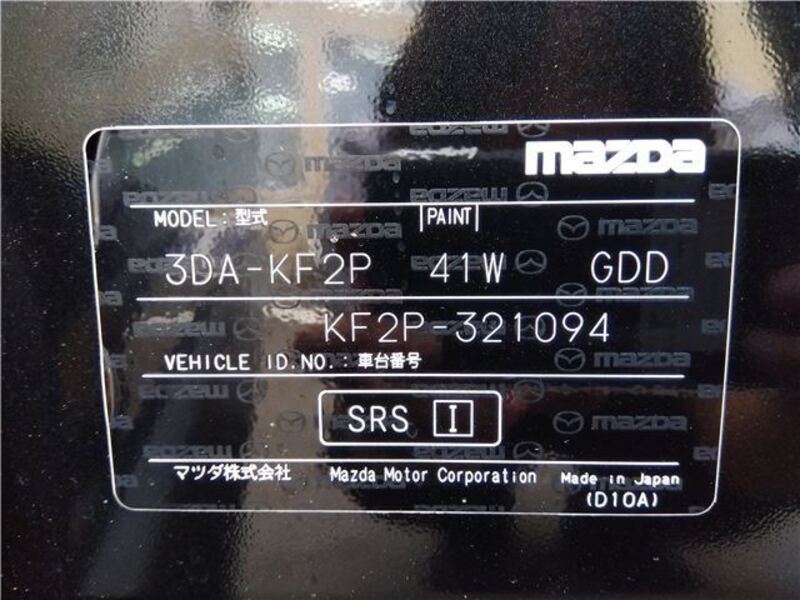 mazda
MODEL: 型式 PAINT
3DA-KF2P 41W GDD
KF2P-321094
VEHICLE ID.NO.: 車台番号
SRS I
マツダ株式会社 Mazda Motor Corporation Made in Japan
(D10A)